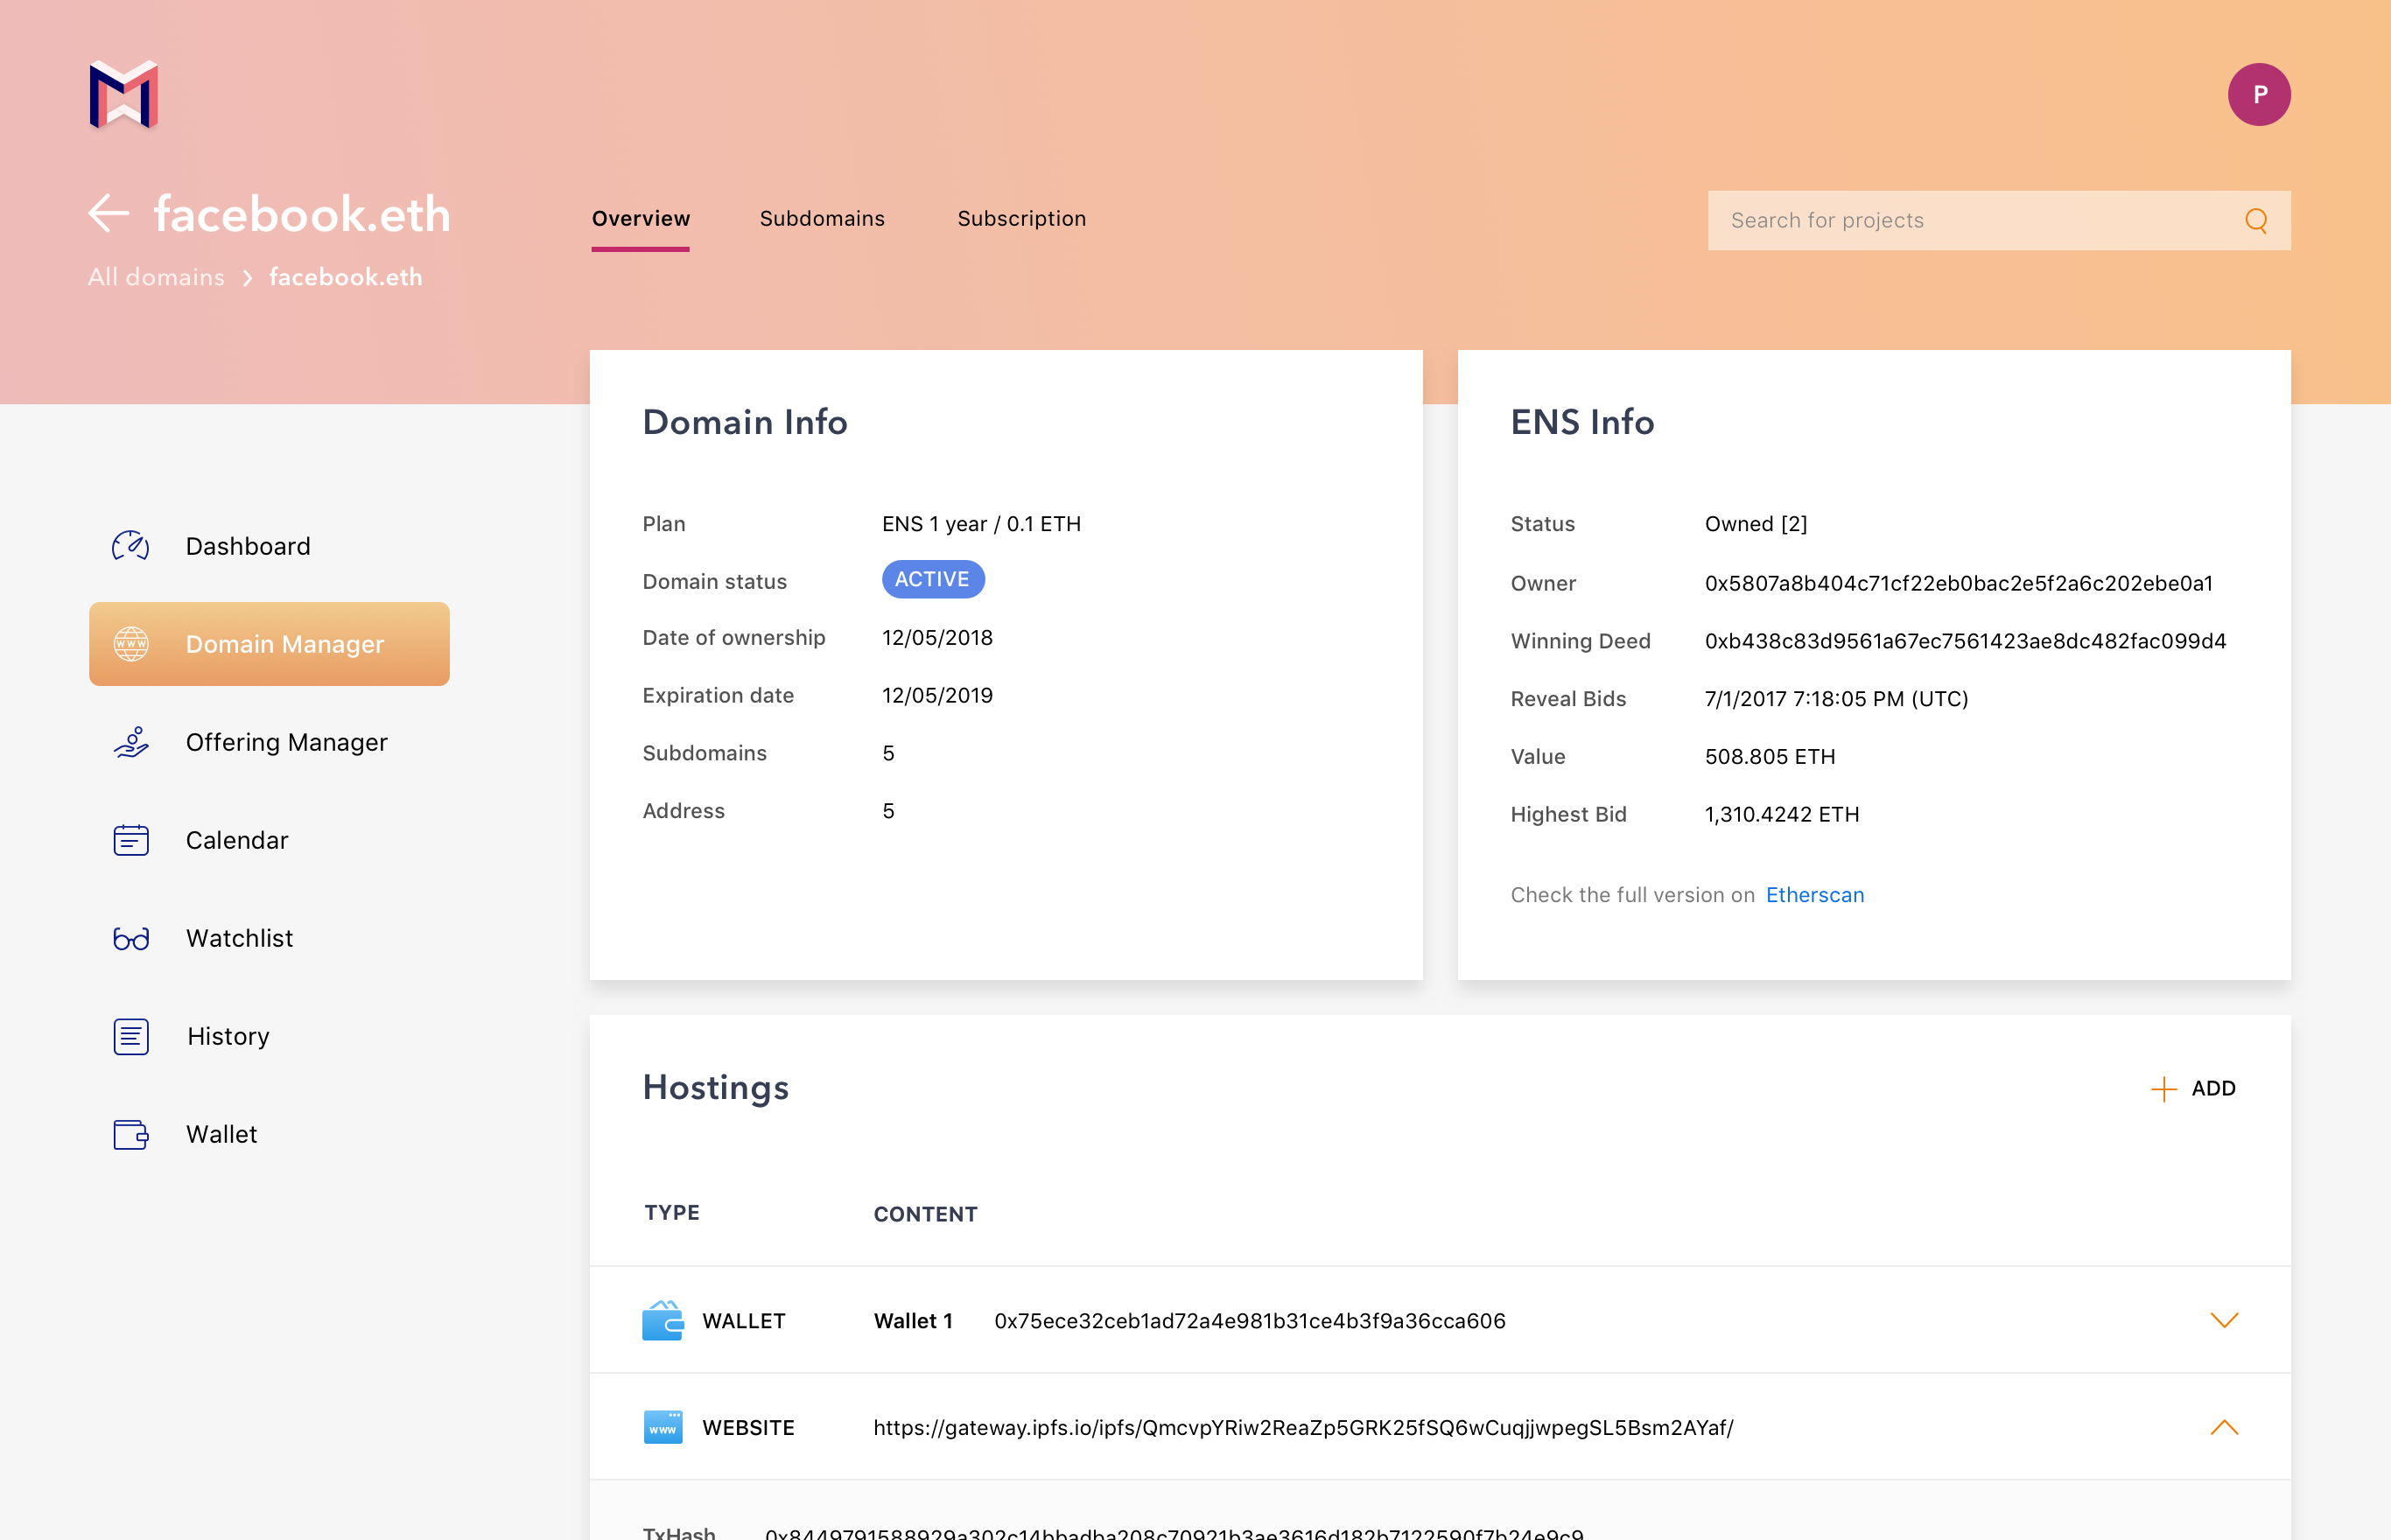 P
facebook.eth
Overview Subdomains Subscription
Search for projects
All domains > facebook.eth
Dashboard
Domain Manager
Offering Manager
Calendar
Watchlist
History
Wallet
Domain Info
Plan ENS 1 year / 0.1 ETH
Domain status ACTIVE
Date of ownership 12/05/2018
Expiration date 12/05/2019
Subdomains 5
Address 5
ENS Info
Status Owned [2]
Owner 0x5807a8b404c71cf22eb0bac2e5f2a6c202ebe0a1
Winning Deed 0xb438c83d9561a67ec7561423ae8dc482fac099d4
Reveal Bids 7/1/2017 7:18:05 PM (UTC)
Value 508.805 ETH
Highest Bid 1,310.4242 ETH
Check the full version on Etherscan
Hostings
ADD
TYPE CONTENT
WALLET Wallet 1 0x75ece32ceb1ad72a4e981b31ce4b3f9a36cca606
www WEBSITE https://gateway.ipfs.io/ipfs/QmcvpYRiw2ReaZp5GRK25fSQ6wCuqjjwpegSL5Bsm2AYaf/
TxHash 0x8449791588929a302c14bbadba208c70921b3ae3616d182b7122590f7b24e9c9